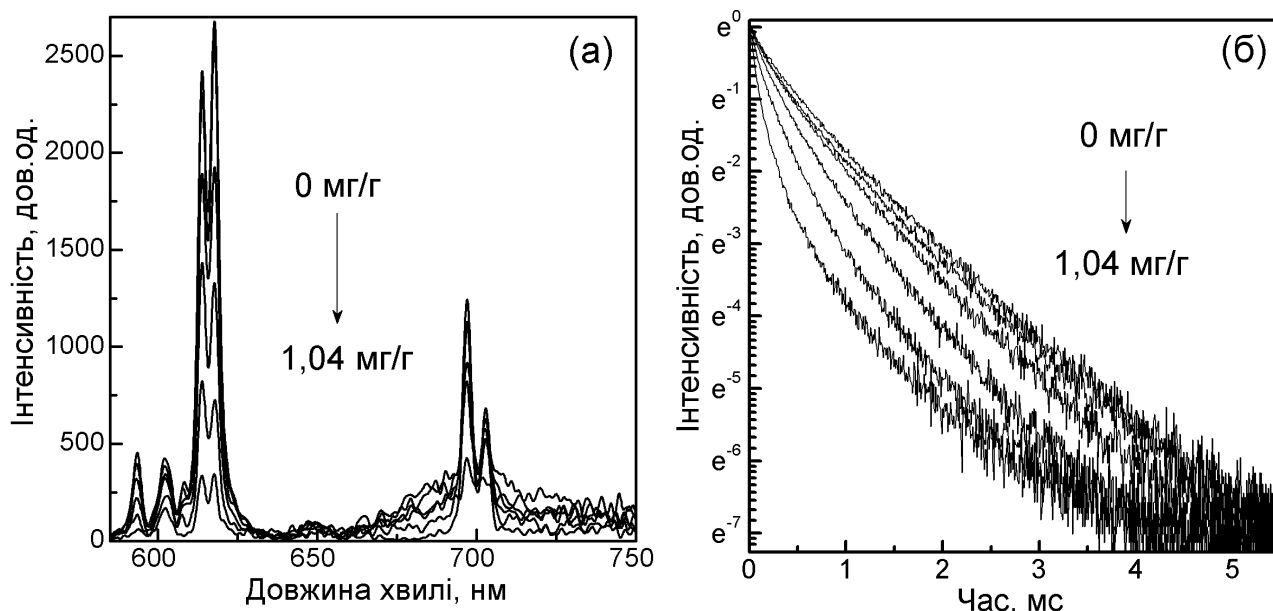 (а)
Інтенсивність, дов.од.
2500
2000
1500
1000
500
0
0 мг/г
1,04 мг/г
600
650
700
750
Довжина хвилі, нм
(б)
Інтенсивність, дов.од.
e⁰
e⁻¹
e⁻²
e⁻³
e⁻⁴
e⁻⁵
e⁻⁶
e⁻⁷
0 мг/г
1,04 мг/г
0 1 2 3 4 5
Час, мс